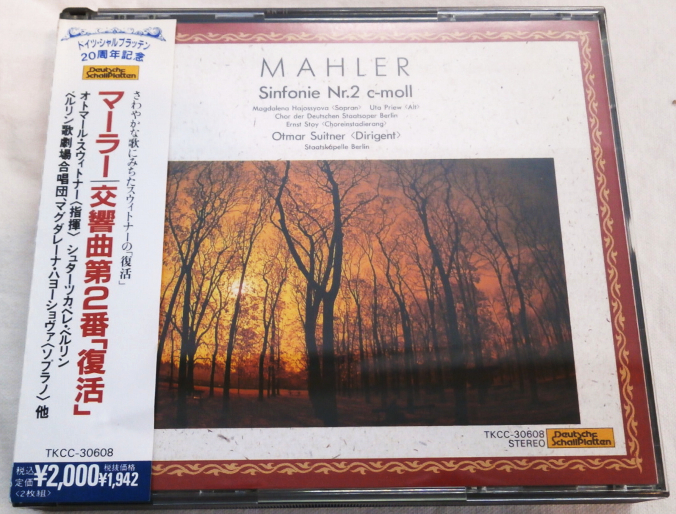 ドイツ・シャルプラッテン
20周年記念
Deutsche
Schallplatten
さわやかな歌にみちたスウィトナーの「復活」
マーラー｜交響曲第2番「復活」
オトマール・スウィトナー〈指揮〉 シュターツカペレ・ベルリン
ベルリン歌劇場合唱団、マグダレーナ・ハヨーショヴァ〈ソプラノ〉他
TKCC-30608
税込定価 ¥2,000 税抜価格 ¥1,942
〈2枚組〉
MAHLER
Sinfonie Nr.2 c-moll
Magdalena Hajossyova 〈Sopran〉 Uta Priew 〈Alt〉
Chor der Deutschen Staatsoper Berlin
Ernst Stoy 〈Choreinstudierang〉
Otmar Suitner 〈Dirigent〉
Staatskapelle Berlin
TKCC-30608
STEREO
Deutsche
Schallplatten